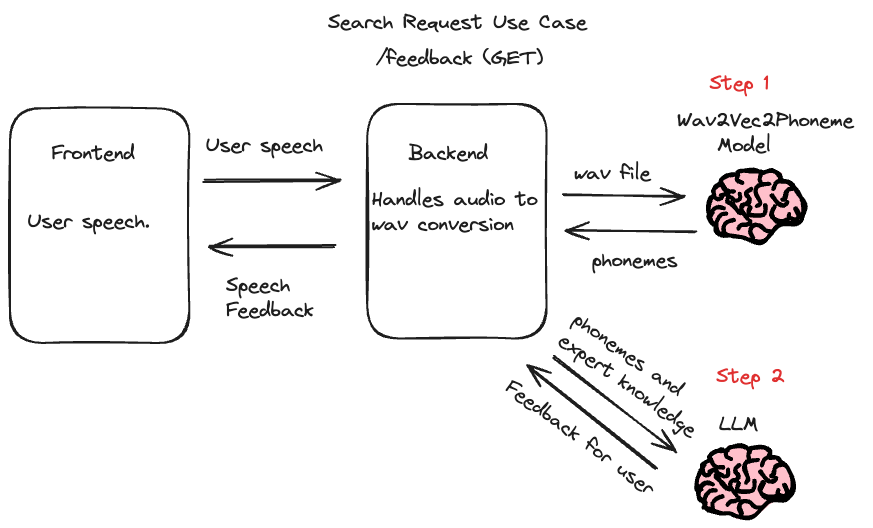 Search Request Use Case
/feedback (GET)
Step 1
Wav2Vec2Phoneme
Model
Frontend
User speech.
User speech
Speech
Feedback
Backend
Handles audio to
wav conversion
wav file
phonemes
phonemes and
expert knowledge
Feedback for user
Step 2
LLM